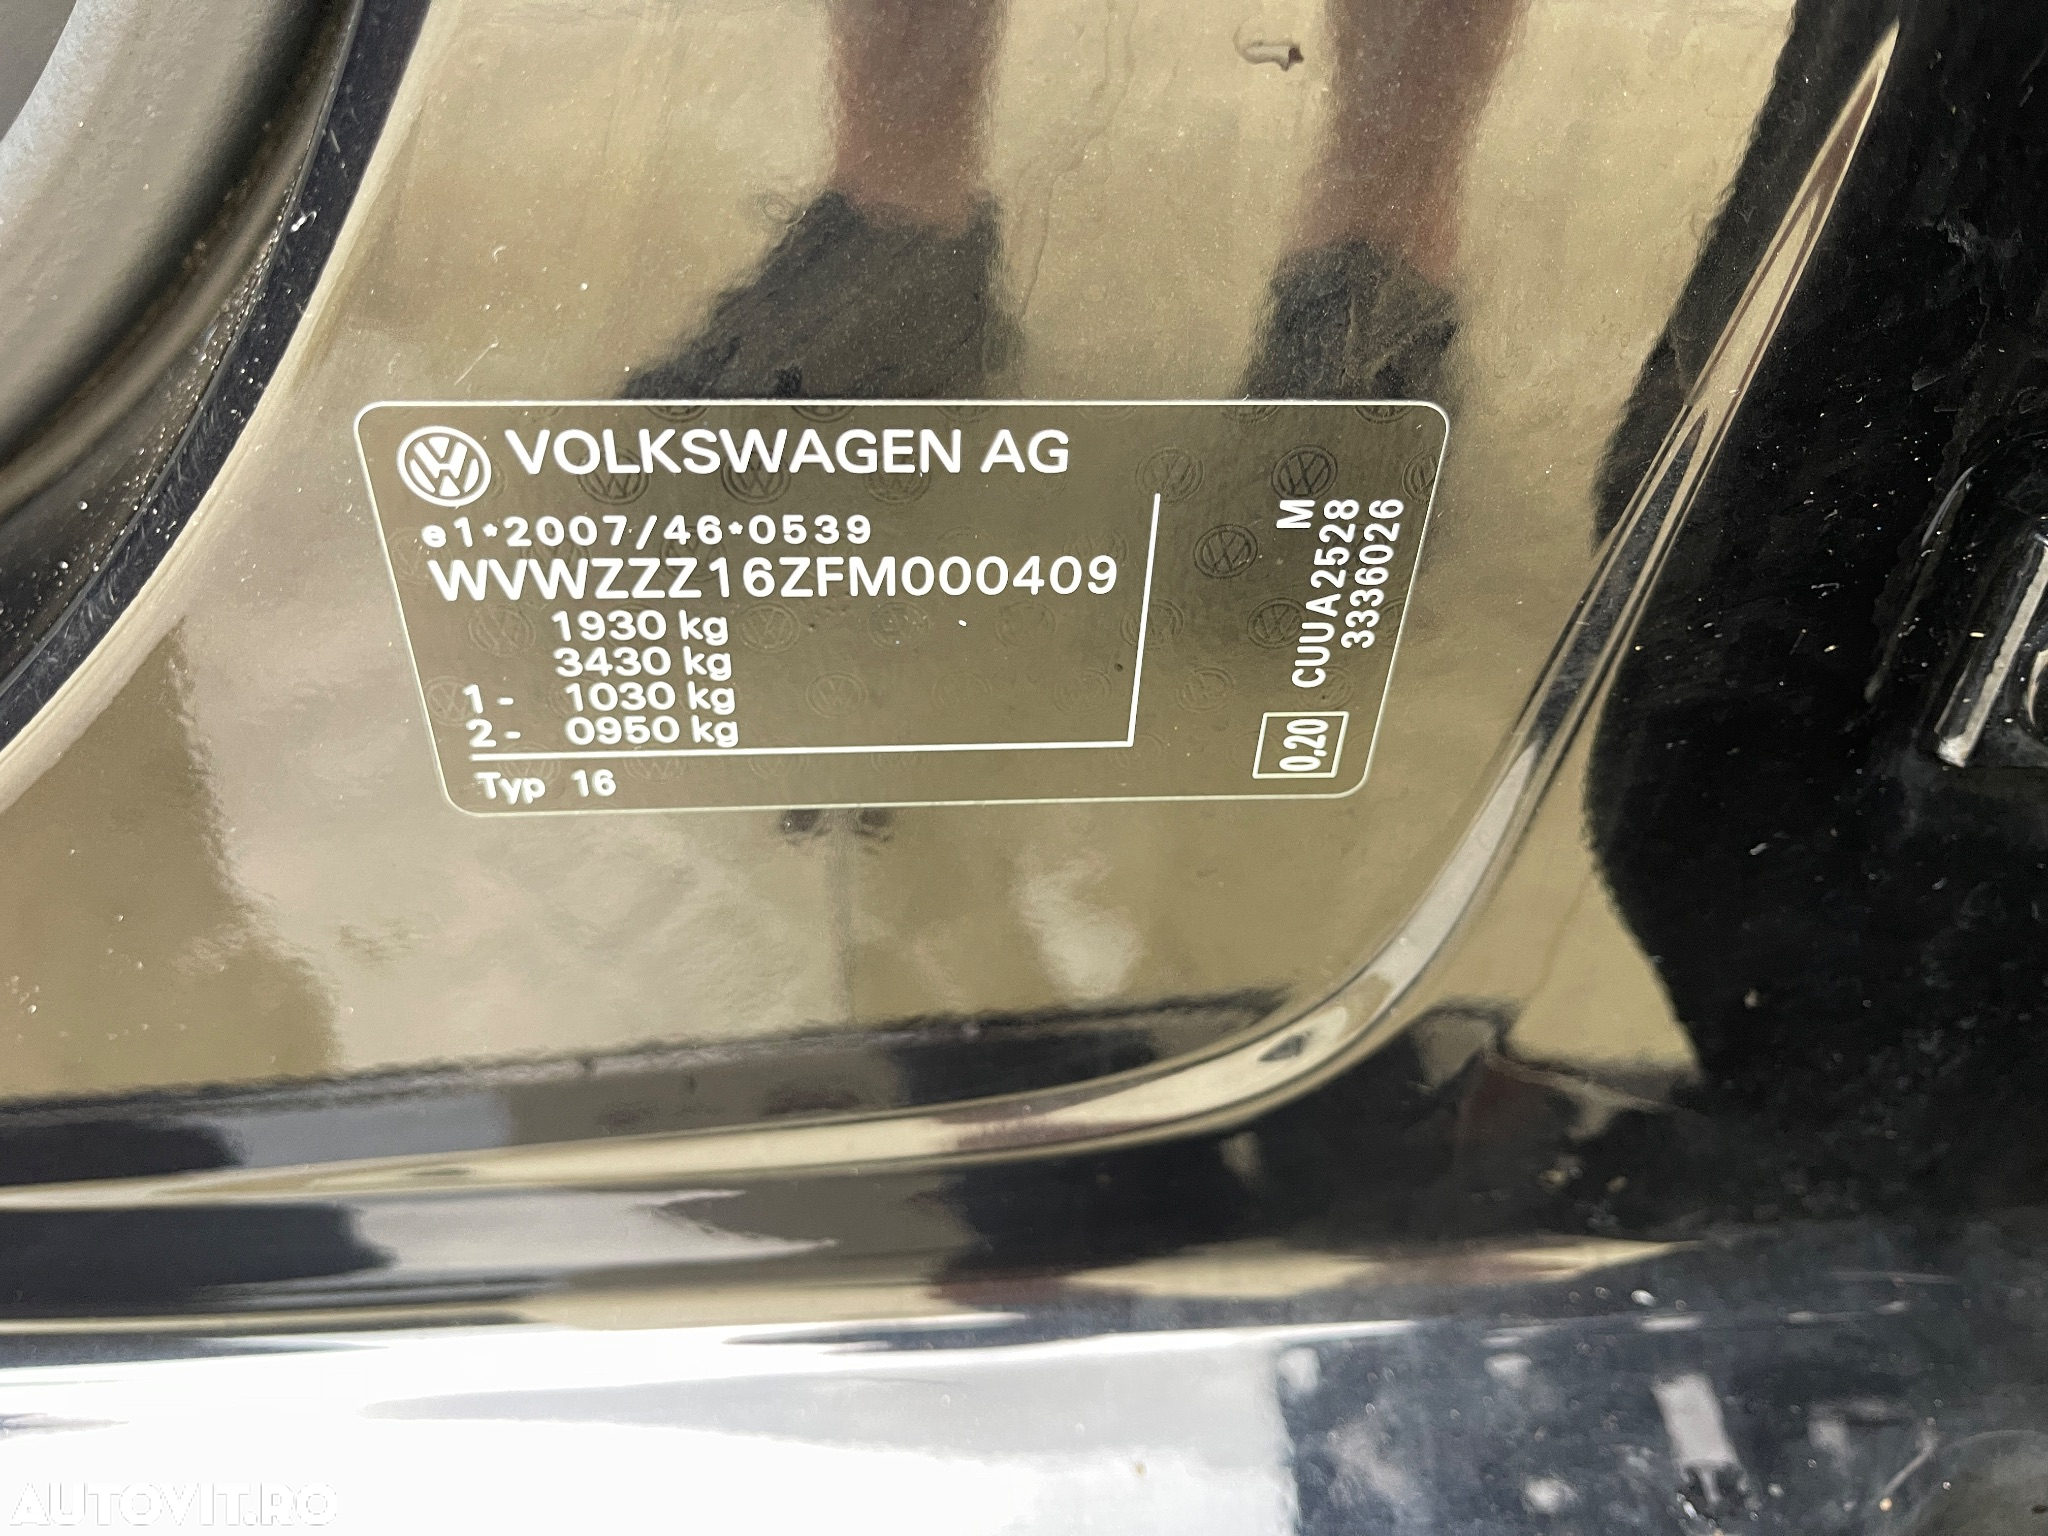 VOLKSWAGEN AG
e1*2007/46*0539
WVWZZZ16ZFM000409
1930 kg
3430 kg
1- 1030 kg
2- 0950 kg
Typ 16
M
CUUA2528
3336026
0,20
AUTOVIT.RO